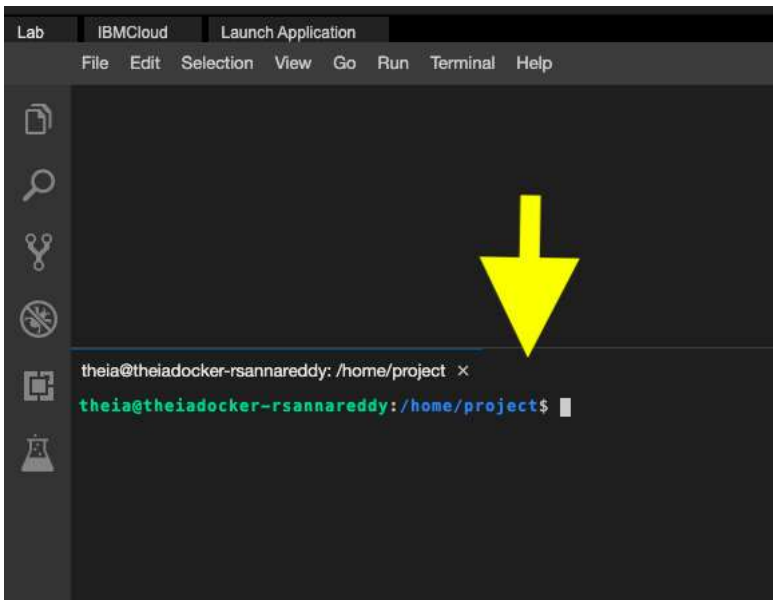 Lab IBMCloud Launch Application
File Edit Selection View Go Run Terminal Help
theia@theiadocker-rsannareddy: /home/project ×
theia@theiadocker-rsannareddy:/home/project$